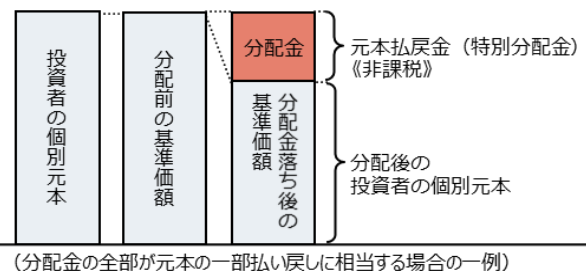 投資者の個別元本
分配前の基準価額
分配金
分配金落ち後の
基準価額
元本払戻金（特別分配金）
《非課税》
分配後の
投資者の個別元本
（分配金の全部が元本の一部払い戻しに相当する場合の一例）